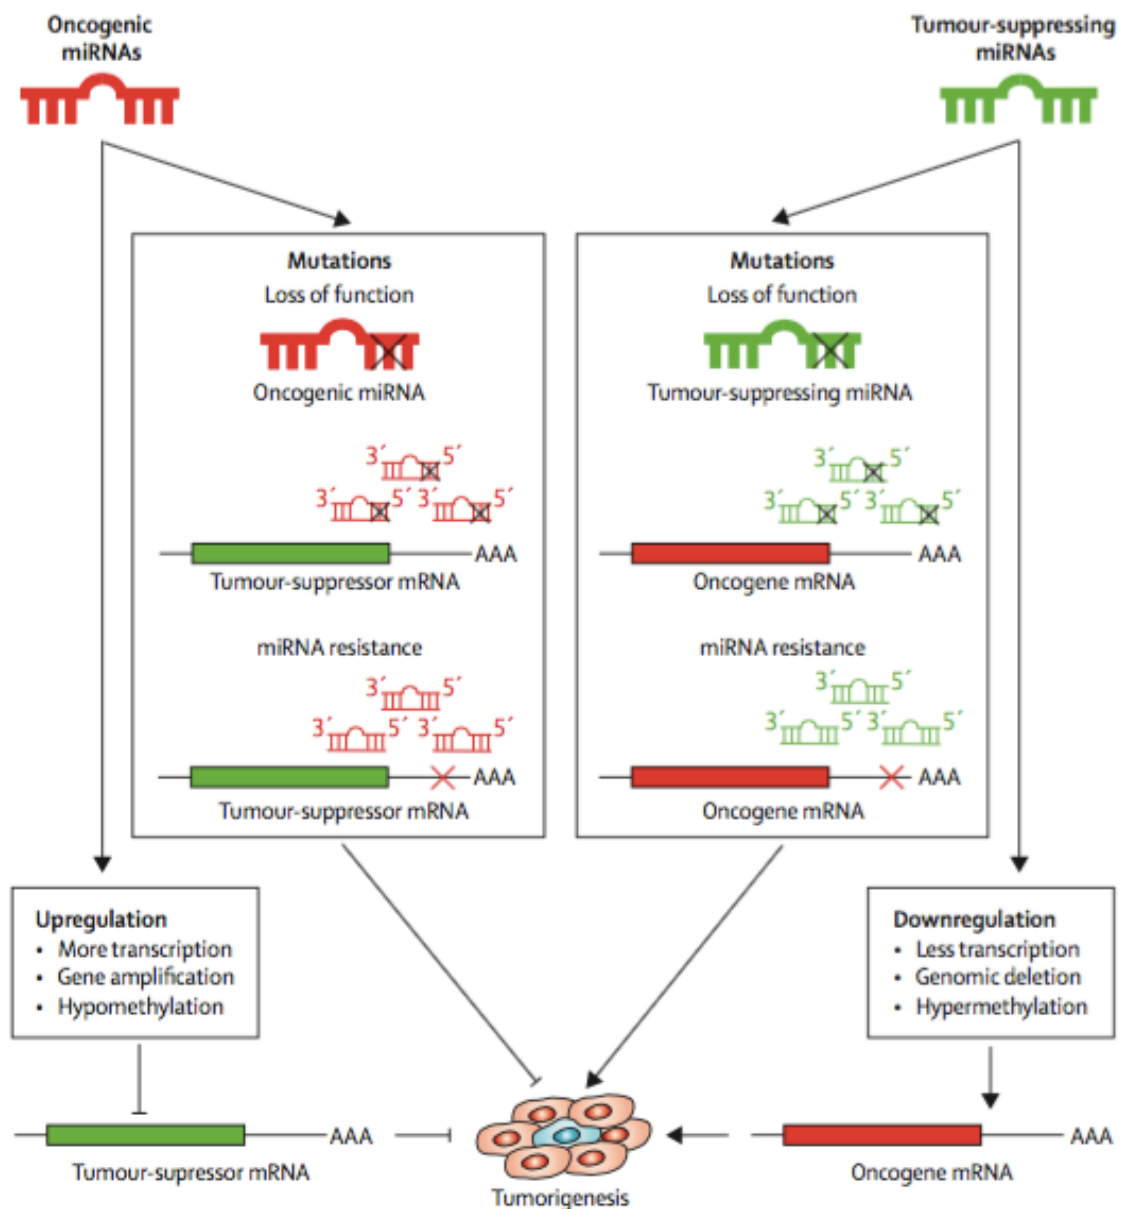 Oncogenic
miRNAs
Tumour-suppressing
miRNAs
Mutations
Loss of function
Oncogenic miRNA
3´ 5´
3´ 5´ 3´ 5´
AAA
Tumour-suppressor mRNA
miRNA resistance
3´ 5´
3´ 5´ 3´ 5´
AAA
Tumour-suppressor mRNA
Mutations
Loss of function
Tumour-suppressing miRNA
3´ 5´
3´ 5´ 3´ 5´
AAA
Oncogene mRNA
miRNA resistance
3´ 5´
3´ 5´ 3´ 5´
AAA
Oncogene mRNA
Upregulation
• More transcription
• Gene amplification
• Hypomethylation
Downregulation
• Less transcription
• Genomic deletion
• Hypermethylation
AAA
Tumour-supressor mRNA
Tumorigenesis
AAA
Oncogene mRNA